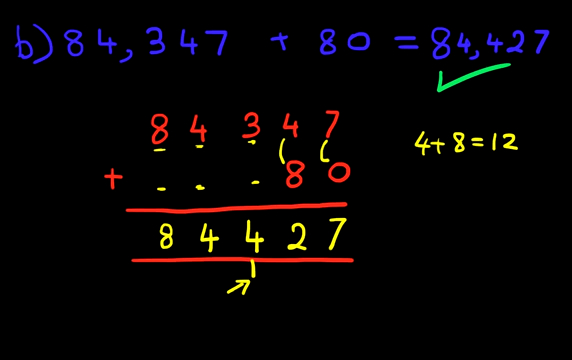 b) 84,347 + 80 = 84,427
8 4 3 4 7
4+8=12
+ 8 0
8 4 4 2 7
1